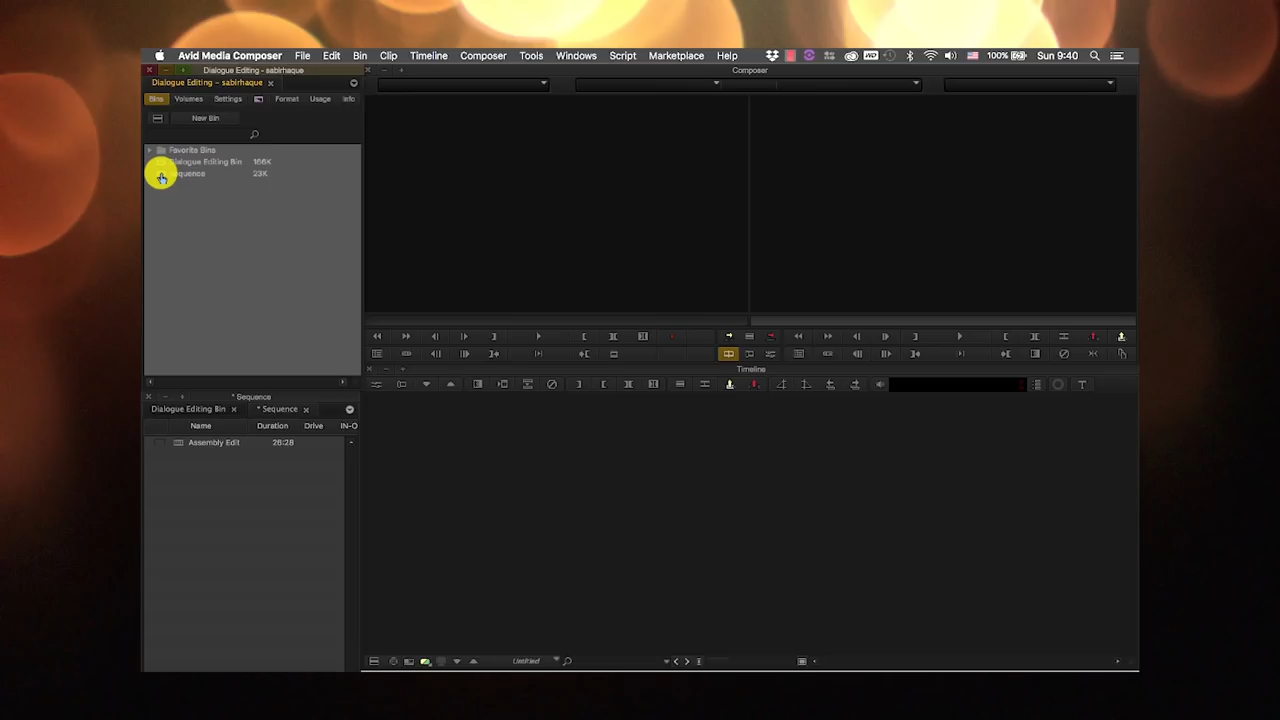 Avid Media Composer File Edit Bin Clip Timeline Composer Tools Windows Script Marketplace Help WD 100% Sun 9:40
Dialogue Editing - sabirhaque
Composer
Dialogue Editing – sabirhaque
Bins Volumes Settings Format Usage Info
New Bin
Favorite Bins
Dialogue Editing Bin 166K
Sequence 23K
Timeline
* Sequence
Dialogue Editing Bin * Sequence
Name Duration Drive IN-O
Assembly Edit 26:28
Untitled